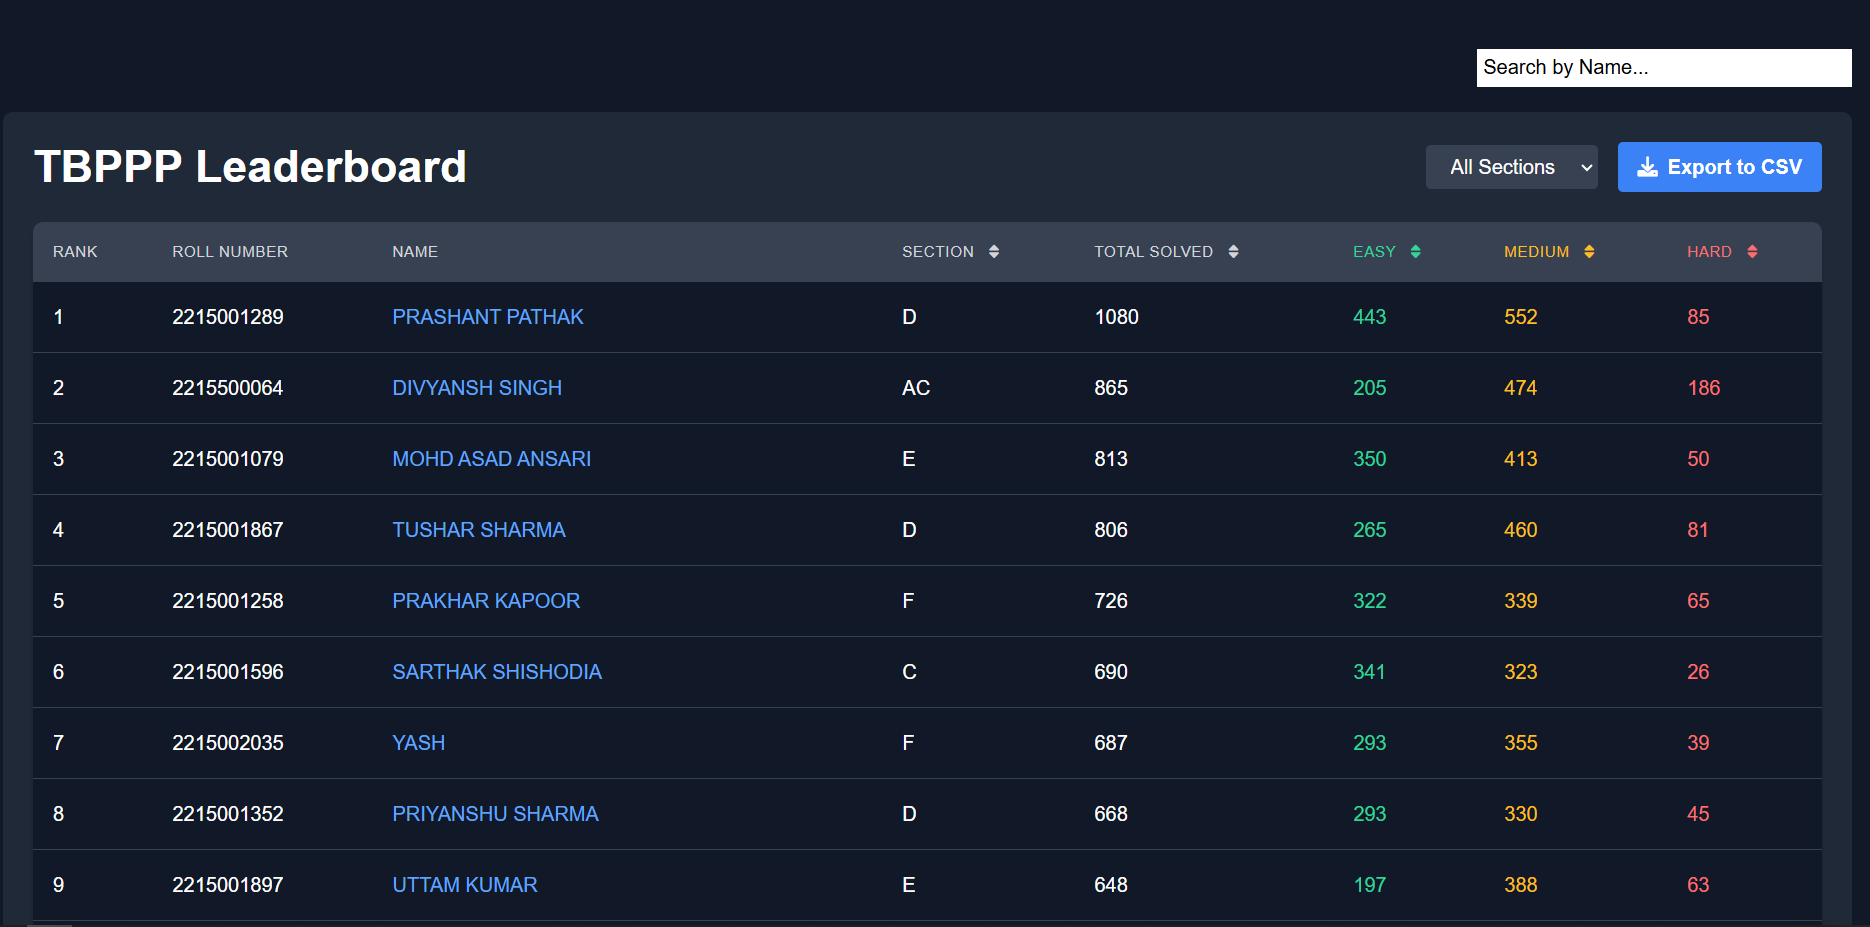 Search by Name...
TBPPP Leaderboard All Sections Export to CSV
RANK ROLL NUMBER NAME SECTION TOTAL SOLVED EASY MEDIUM HARD
1 2215001289 PRASHANT PATHAK D 1080 443 552 85
2 2215500064 DIVYANSH SINGH AC 865 205 474 186
3 2215001079 MOHD ASAD ANSARI E 813 350 413 50
4 2215001867 TUSHAR SHARMA D 806 265 460 81
5 2215001258 PRAKHAR KAPOOR F 726 322 339 65
6 2215001596 SARTHAK SHISHODIA C 690 341 323 26
7 2215002035 YASH F 687 293 355 39
8 2215001352 PRIYANSHU SHARMA D 668 293 330 45
9 2215001897 UTTAM KUMAR E 648 197 388 63